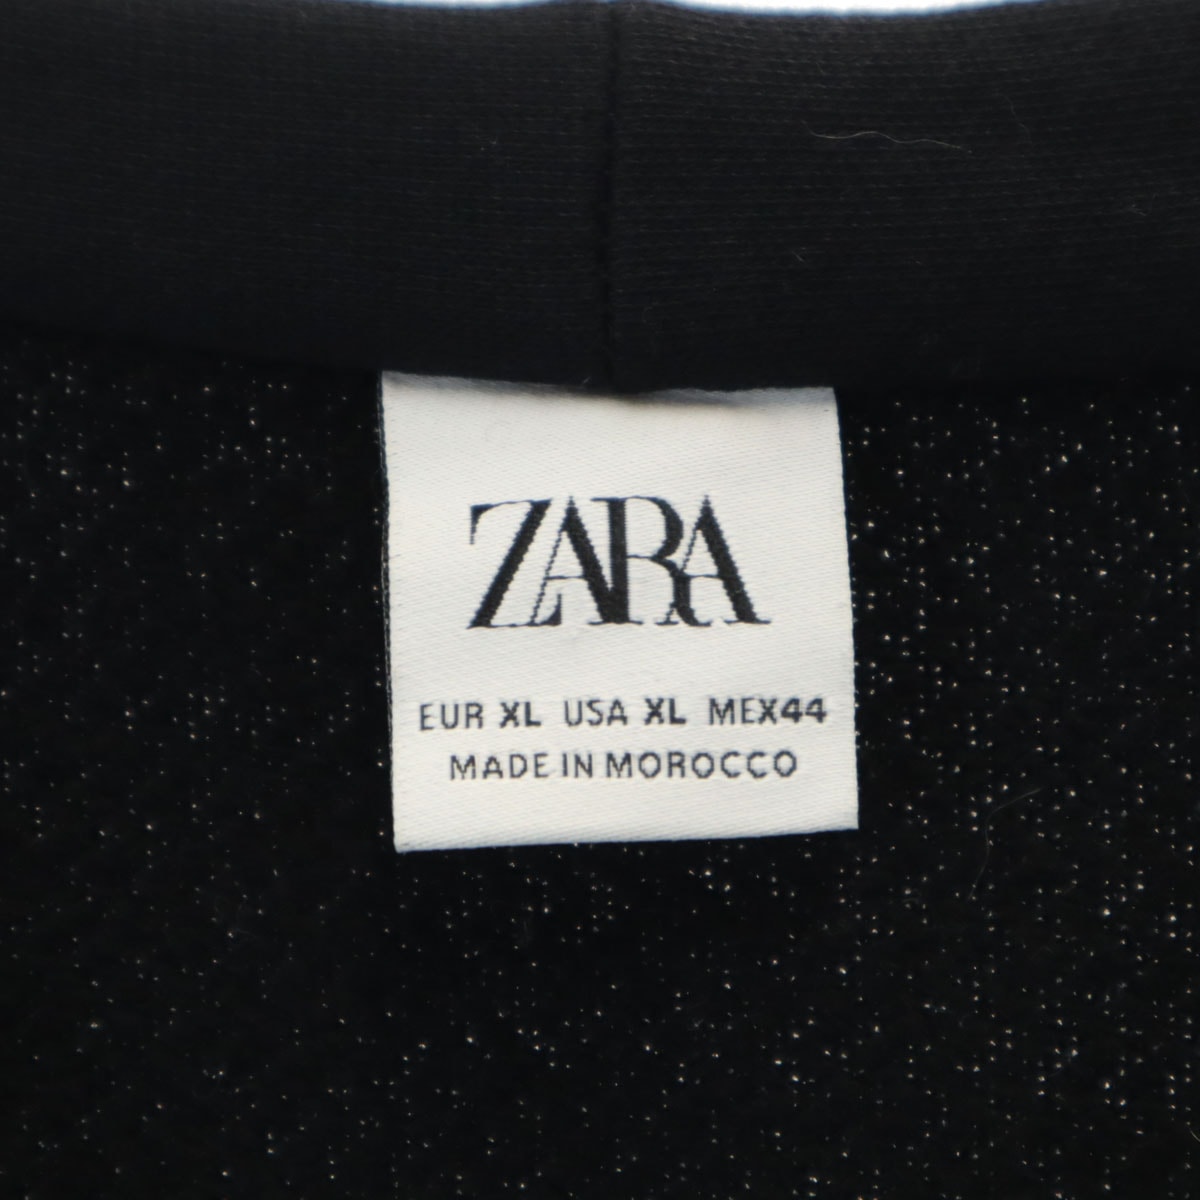 ZARA
EUR XL USA XL MEX44
MADE IN MOROCCO